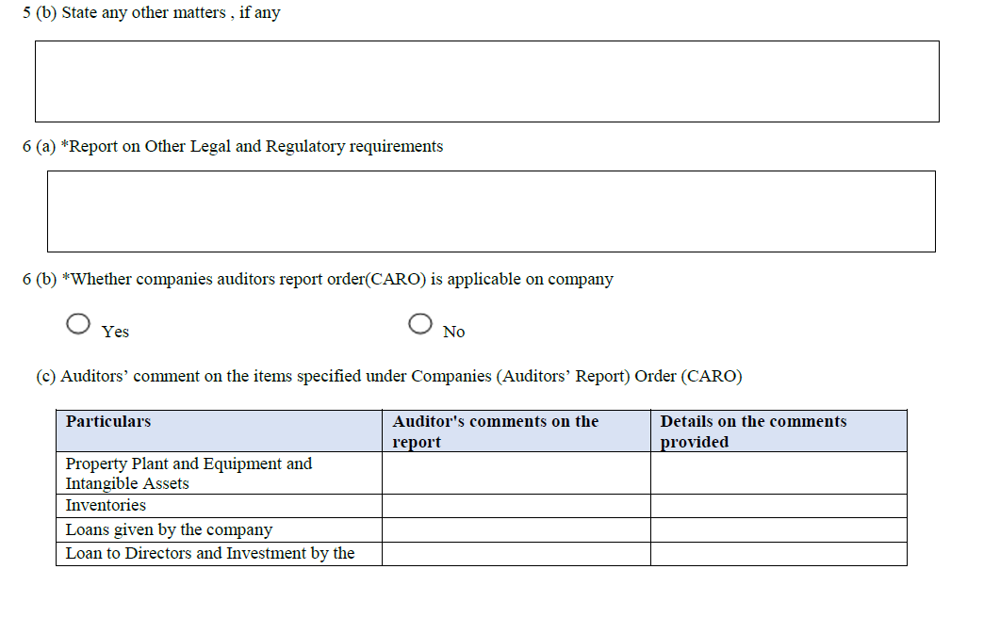 5 (b) State any other matters , if any
6 (a) *Report on Other Legal and Regulatory requirements
6 (b) *Whether companies auditors report order(CARO) is applicable on company
Yes No
(c) Auditors’ comment on the items specified under Companies (Auditors’ Report) Order (CARO)
Particulars Auditor's comments on the Details on the comments
report provided
Property Plant and Equipment and
Intangible Assets
Inventories
Loans given by the company
Loan to Directors and Investment by the